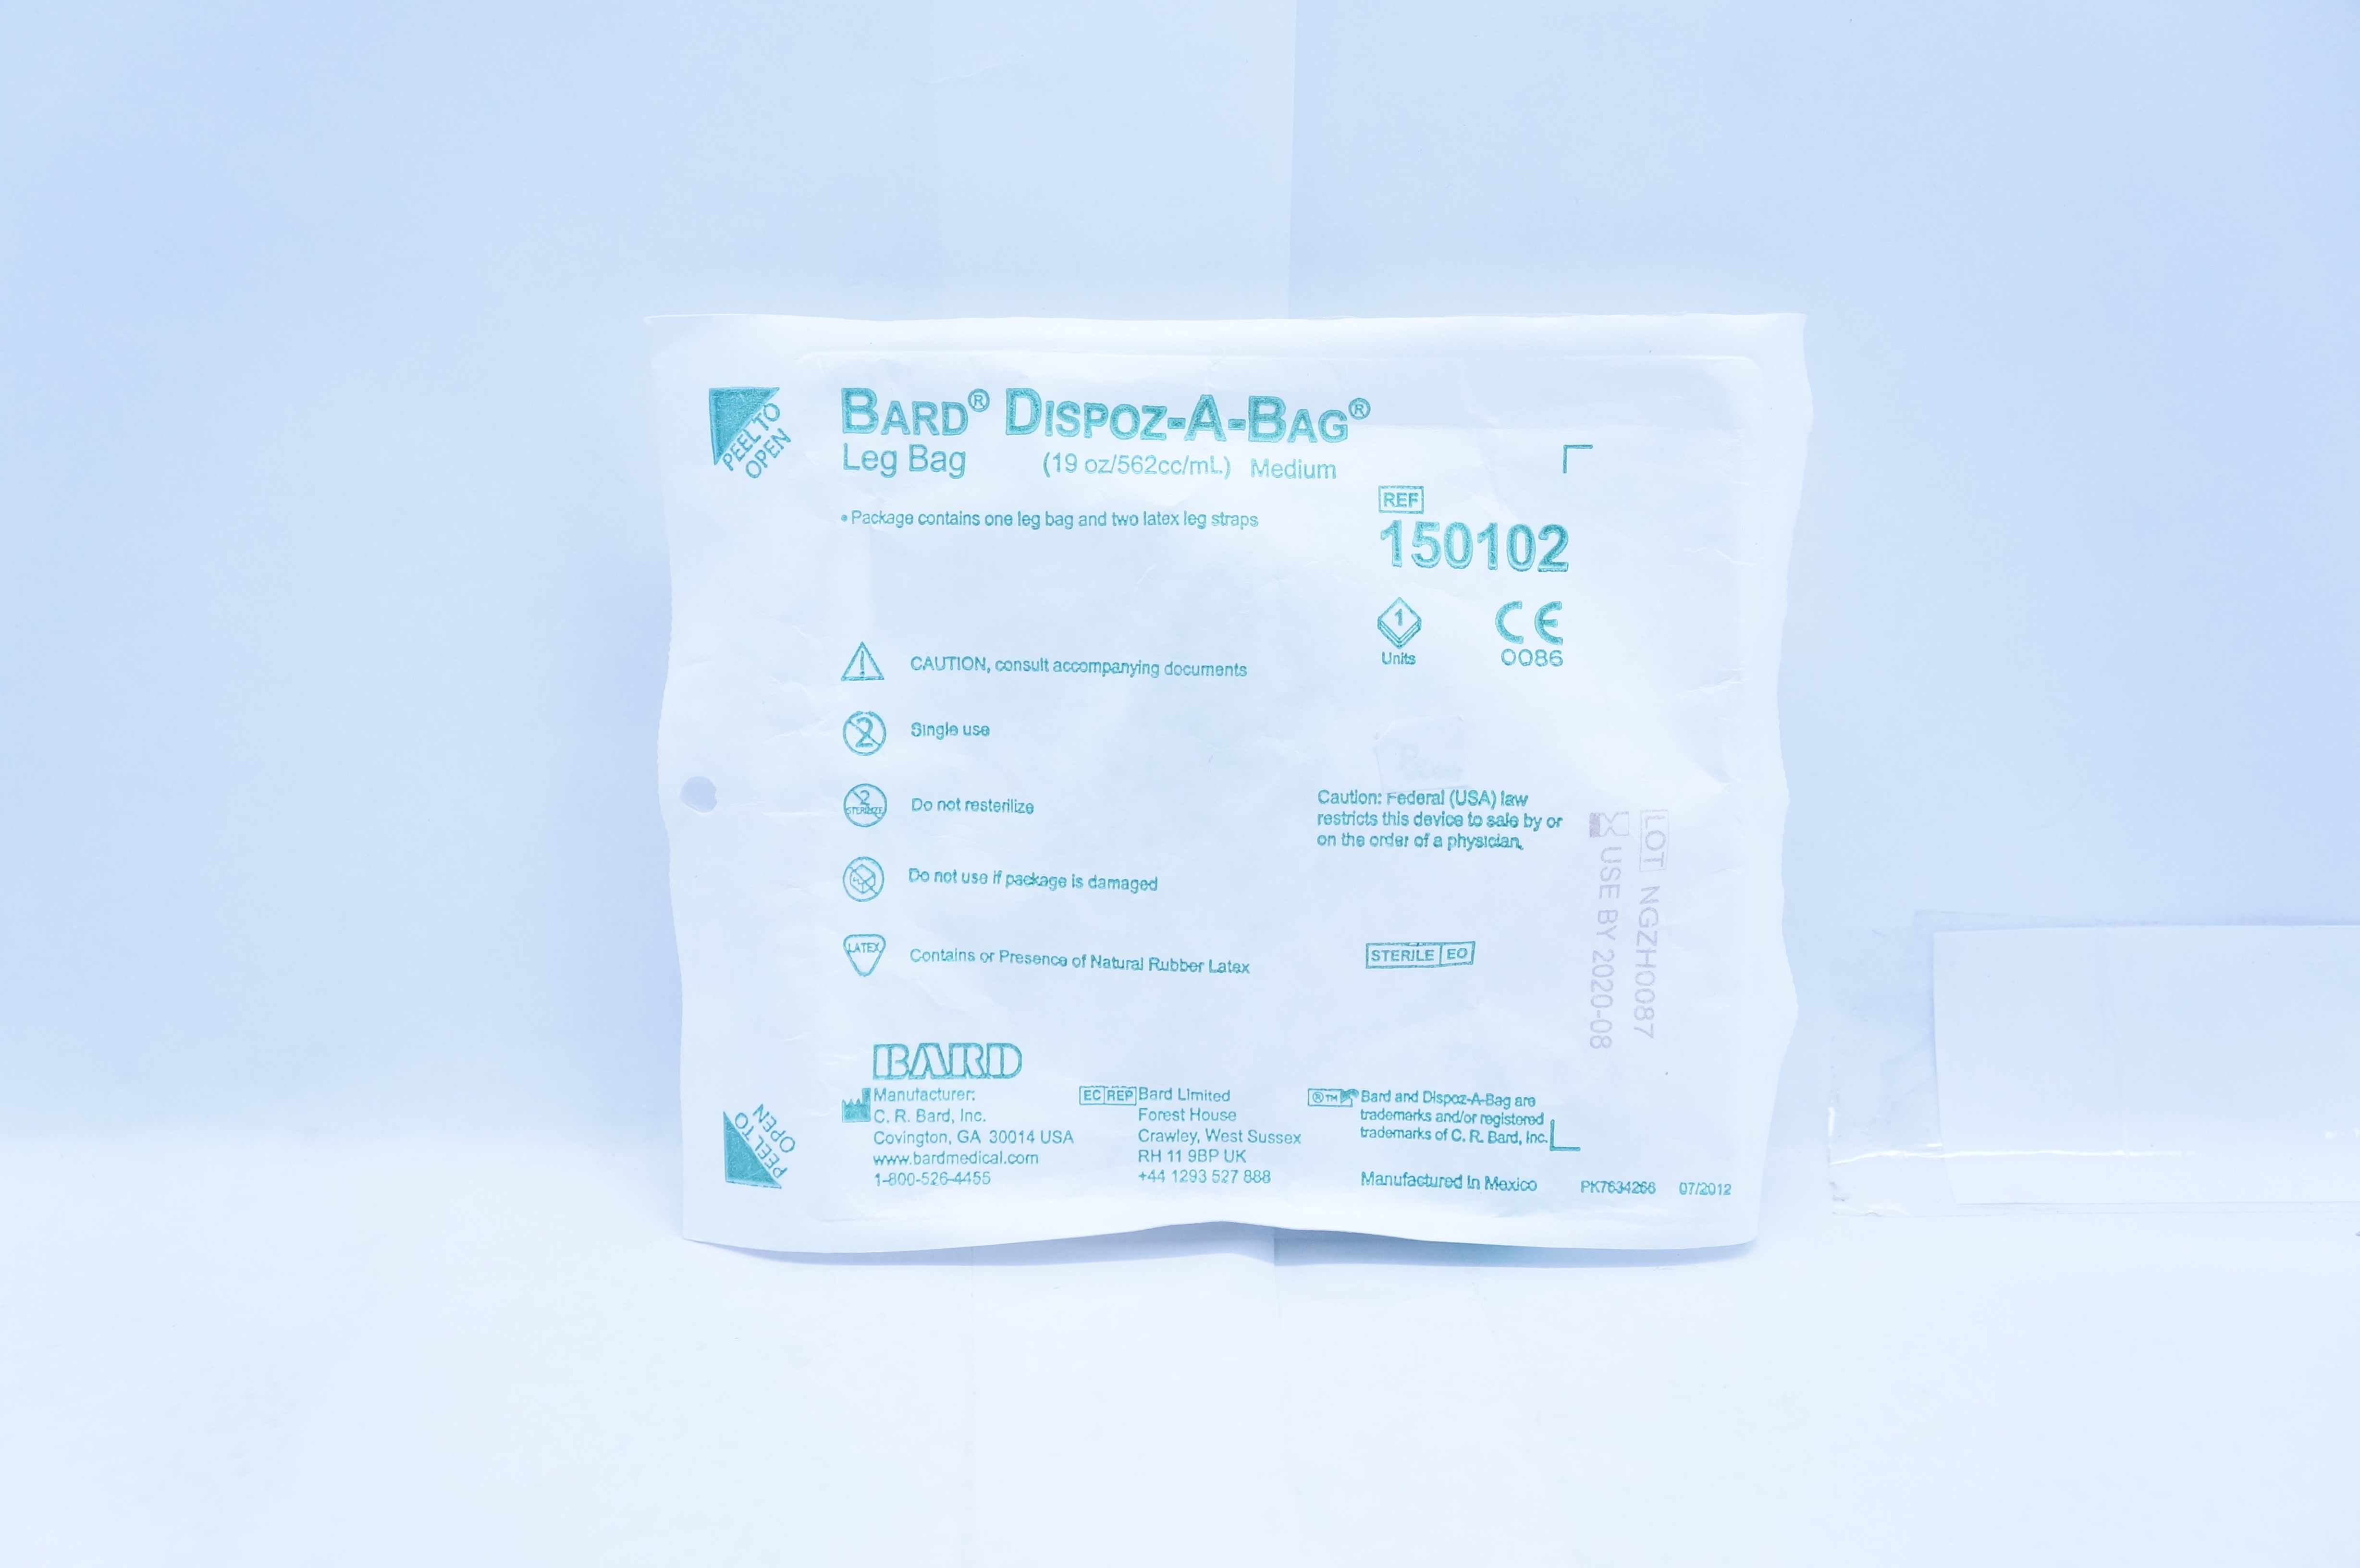 PEEL TO
OPEN
BARD® DISPOZ-A-BAG®
Leg Bag (19 oz/562cc/mL) Medium
• Package contains one leg bag and two latex leg straps
REF
150102
1
Units
CE
0086
CAUTION, consult accompanying documents
2
Single use
2
STERILIZE
Do not resterilize
Do not use if package is damaged
LATEX
Contains or Presence of Natural Rubber Latex
Caution: Federal (USA) law
restricts this device to sale by or
on the order of a physician.
STERILE EO
LOT NGZH0087
USE BY 2020-08
BARD
Manufacturer:
C. R. Bard, Inc.
Covington, GA 30014 USA
www.bardmedical.com
1-800-526-4455
EC REP Bard Limited
Forest House
Crawley, West Sussex
RH 11 9BP UK
+44 1293 527 888
®™ Bard and Dispoz-A-Bag are
trademarks and/or registered
trademarks of C. R. Bard, Inc.
Manufactured in Mexico
PK7634266 07/2012
PEEL TO
OPEN